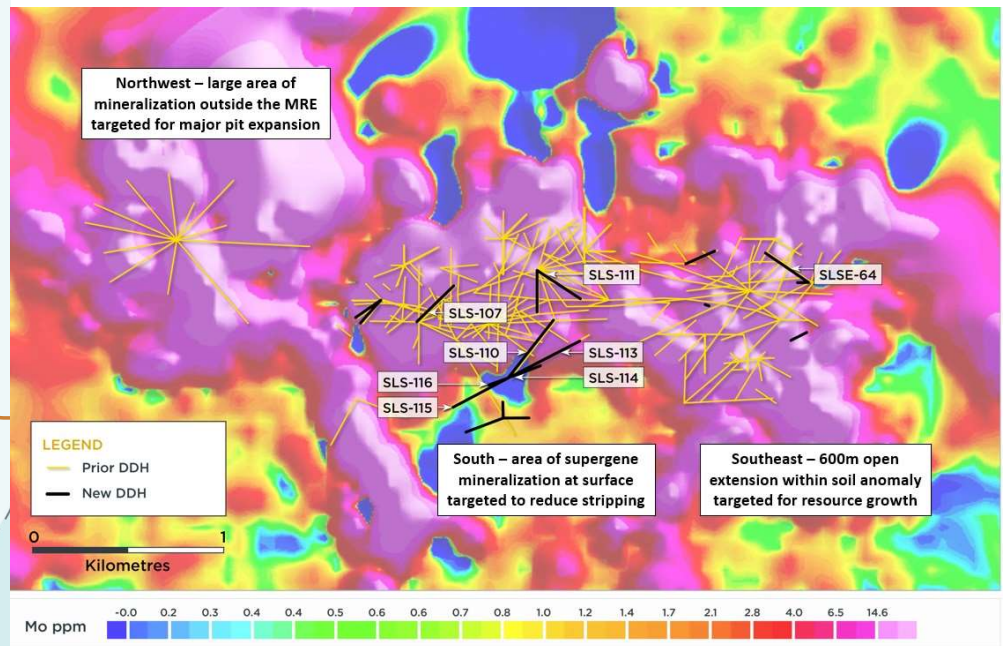 Northwest – large area of
mineralization outside the MRE
targeted for major pit expansion
SLS-111
SLSE-64
SLS-107
SLS-110
SLS-113
SLS-116
SLS-114
SLS-115
LEGEND
Prior DDH
New DDH
South – area of supergene
mineralization at surface
targeted to reduce stripping
Southeast – 600m open
extension within soil anomaly
targeted for resource growth
0 1
Kilometres
-0.0 0.2 0.3 0.4 0.4 0.5 0.6 0.6 0.7 0.8 1.0 1.2 1.4 1.7 2.1 2.8 4.0 6.5 14.6
Mo ppm